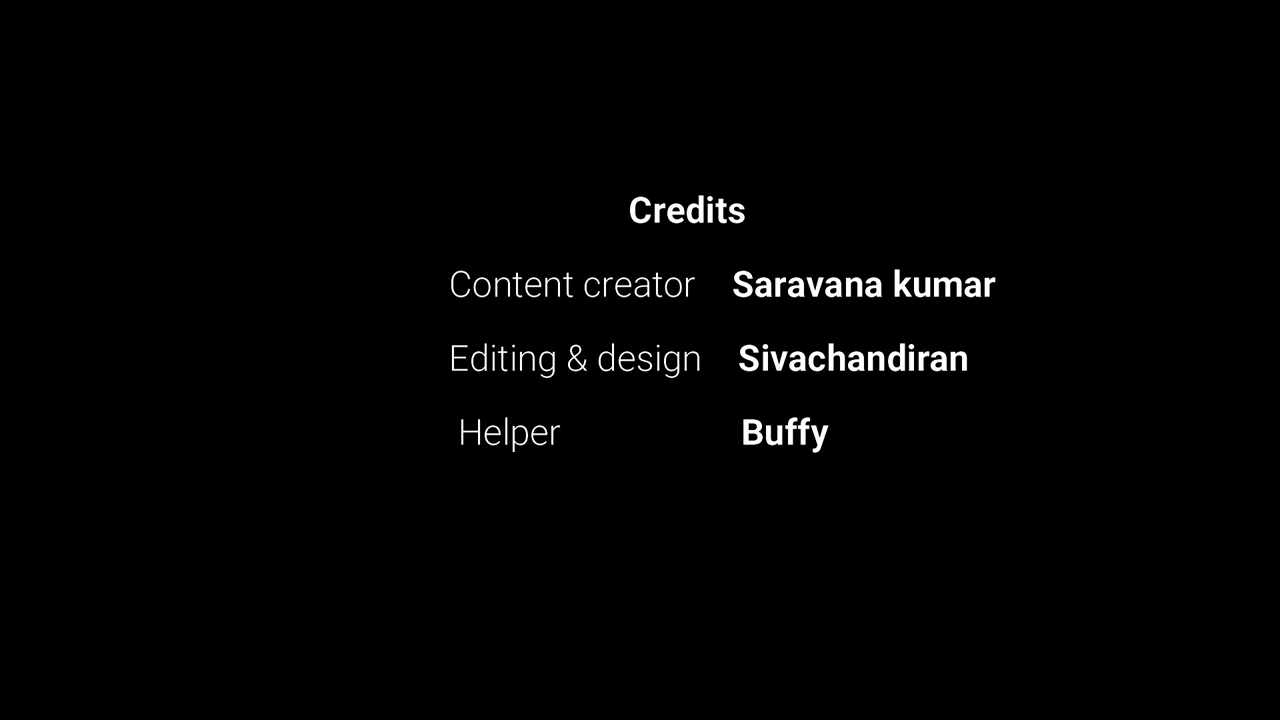 Credits
Content creator Saravana kumar
Editing & design Sivachandiran
Helper Buffy